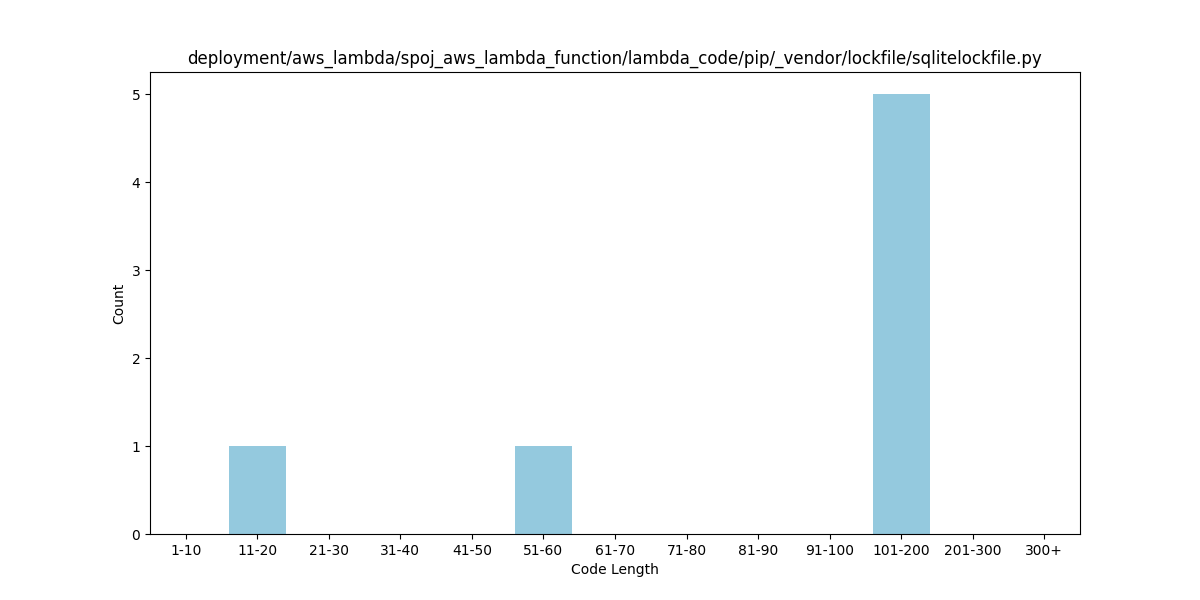 deployment/aws_lambda/spoj_aws_lambda_function/lambda_code/pip/_vendor/lockfile/sqlitelockfile.py
5
4
3
2
1
0
Count
1-10 11-20 21-30 31-40 41-50 51-60 61-70 71-80 81-90 91-100 101-200 201-300 300+
Code Length